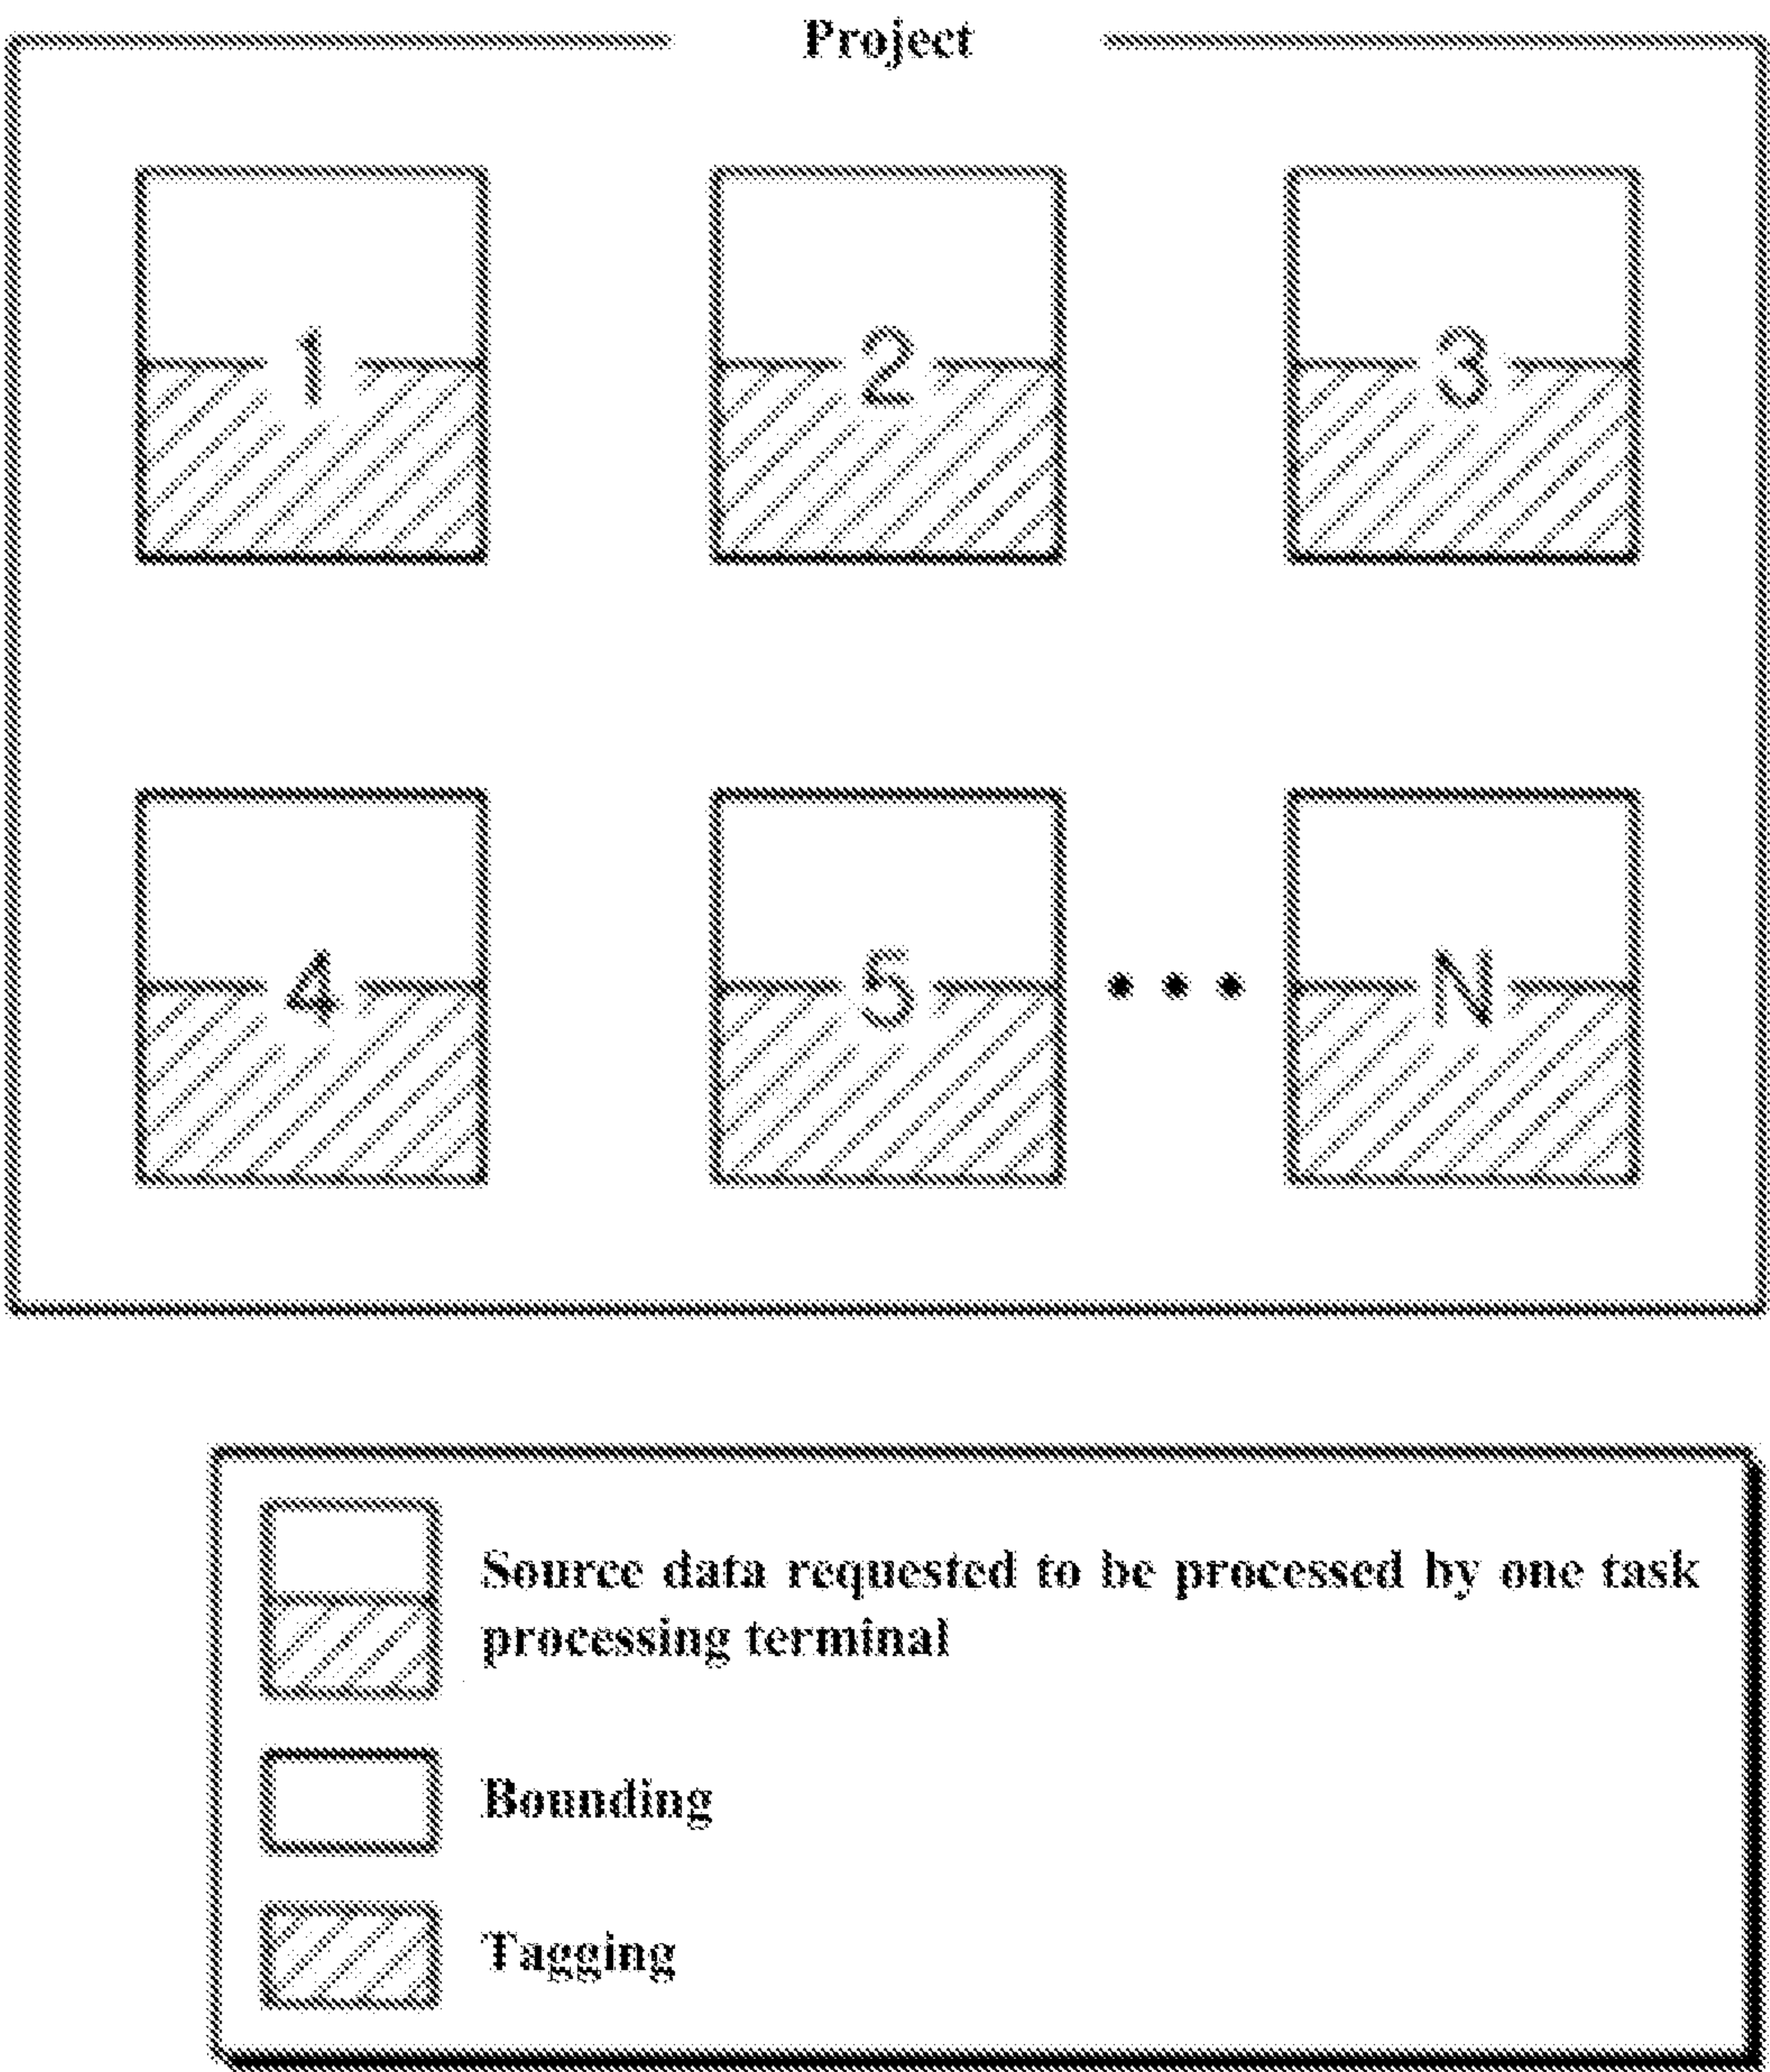 Project
1
2
3
4
5
N
Source data requested to be processed by one task
processing terminal
Bounding
Tagging